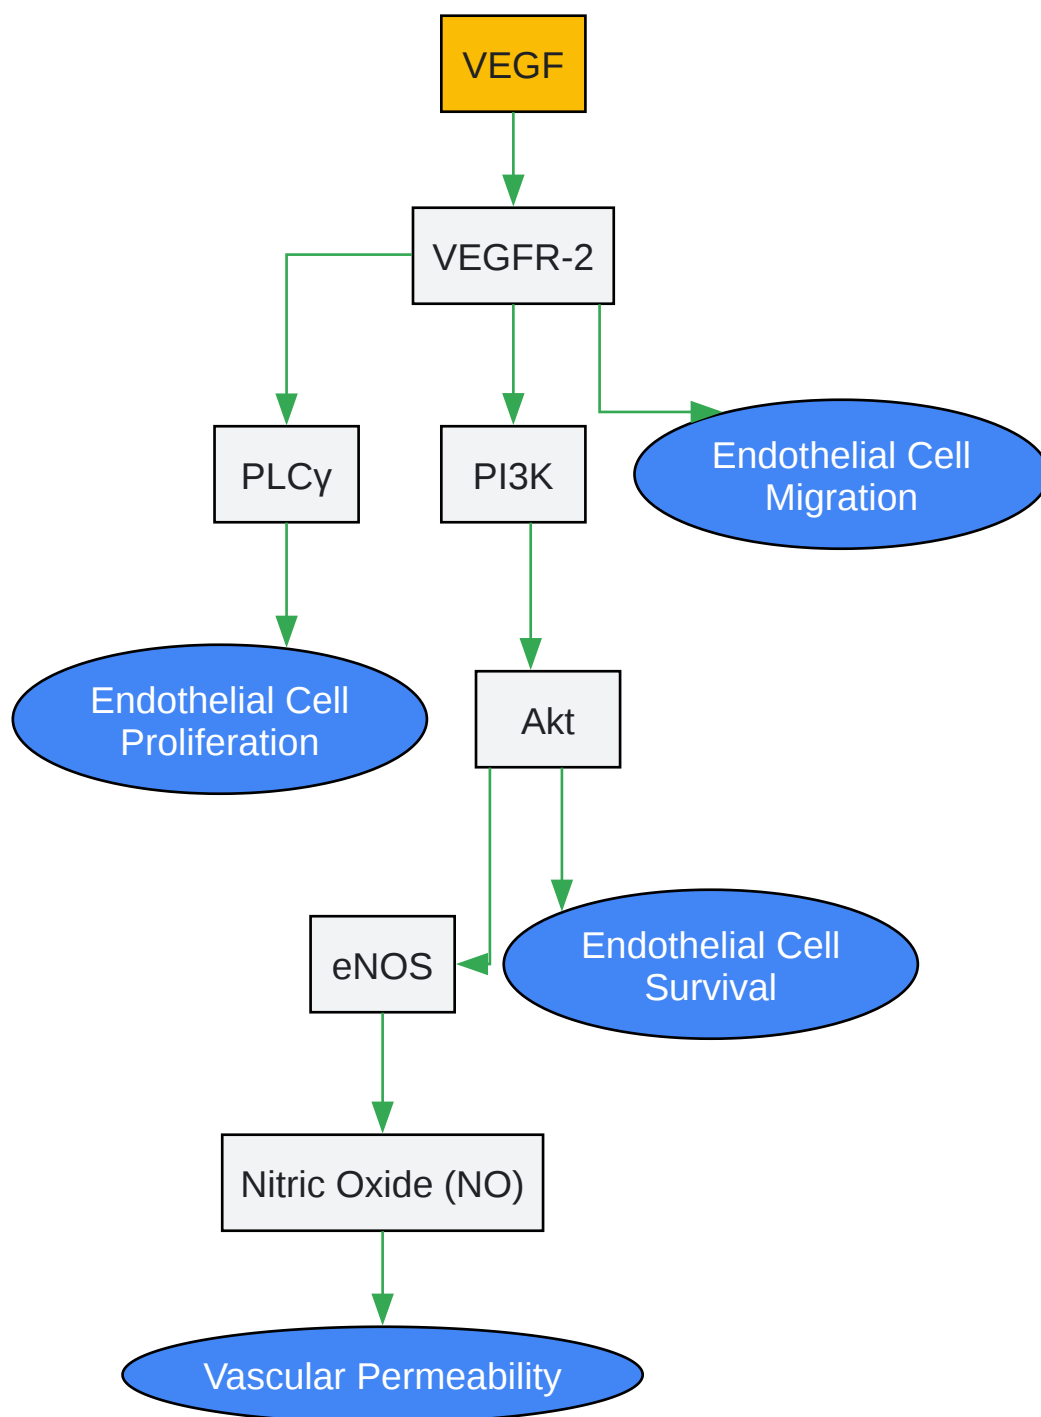 VEGF
VEGFR-2
PLCγ
PI3K
Endothelial Cell
Migration
Endothelial Cell
Proliferation
Akt
eNOS
Endothelial Cell
Survival
Nitric Oxide (NO)
Vascular Permeability